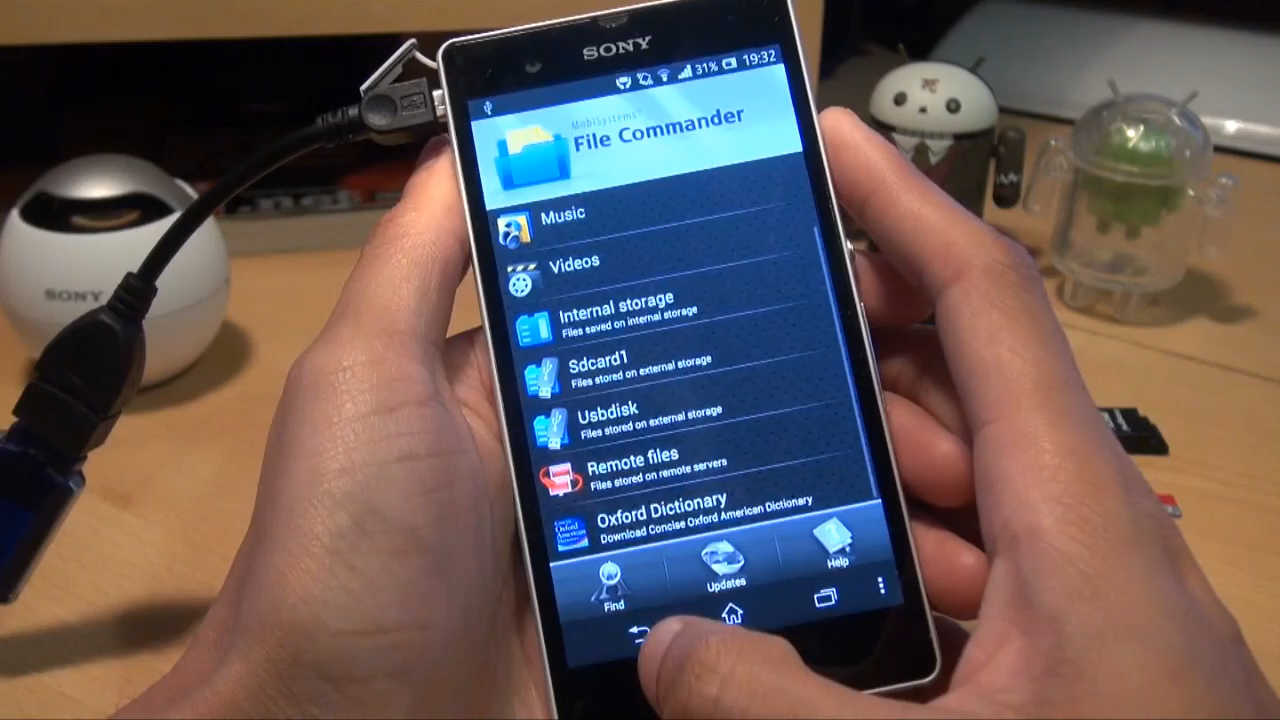 SONY
31% 19:32
MobiSystems
File Commander
Music
Videos
Internal storage
Files saved on internal storage
Sdcard1
Files stored on external storage
Usbdisk
Files stored on external storage
Remote files
Files stored on remote servers
Oxford Dictionary
Download Concise Oxford American Dictionary
Find
Updates
Help
SONY